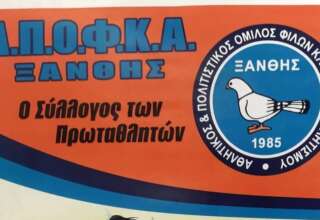 Α.Π.Ο.Φ.Κ.Α.
ΞΑΝΘΗΣ
Ο Σύλλογος των
Πρωταθλητών
ΑΘΛΗΤΙΚΟΣ & ΠΟΛΙΤΙΣΤΙΚΟΣ ΟΜΙΛΟΣ ΦΙΛΩΝ
ΞΑΝΘΗΣ
1985